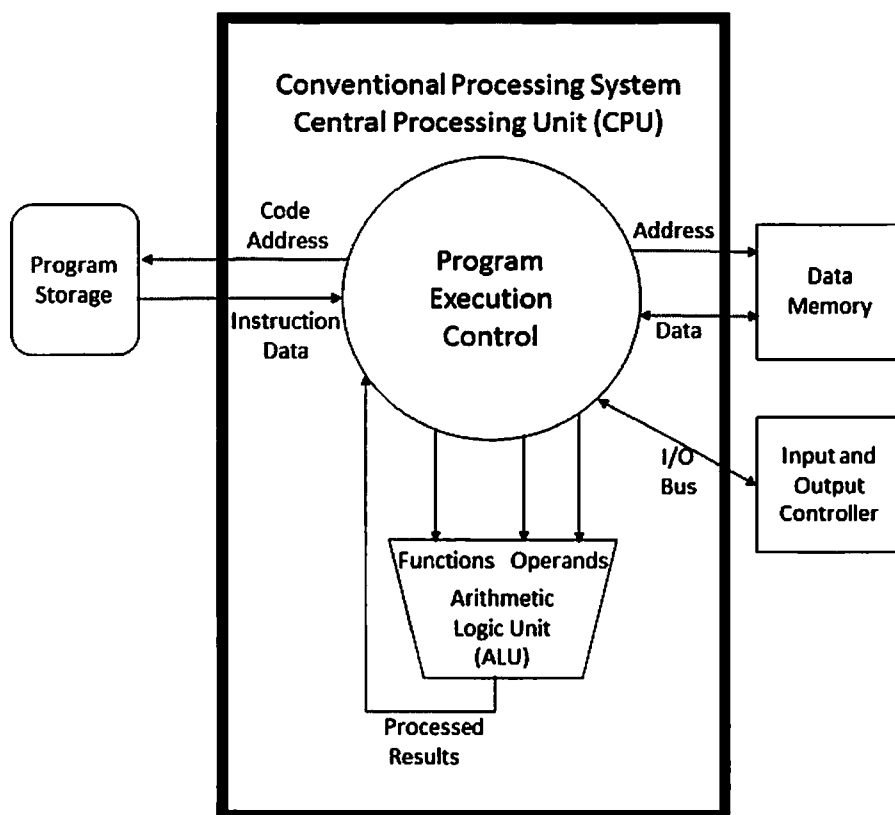 Conventional Processing System
Central Processing Unit (CPU)
Code
Address
Program
Storage
Instruction
Data
Program
Execution
Control
Address
Data
Data
Memory
I/O
Bus
Input and
Output
Controller
Functions Operands
Arithmetic
Logic Unit
(ALU)
Processed
Results